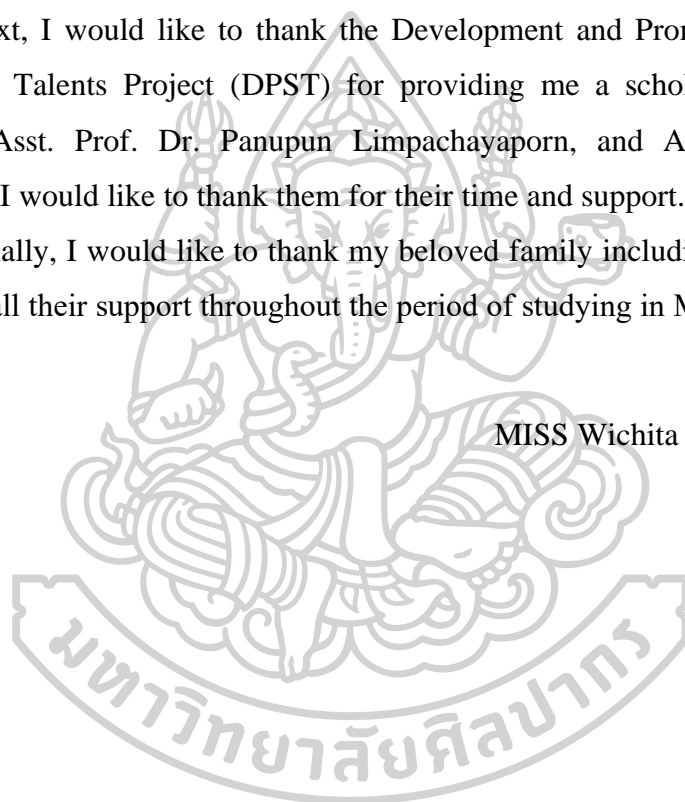 xt, I would like to thank the Development and Pron
Talents Project (DPST) for providing me a schol
Asst. Prof. Dr. Panupun Limpachayaporn, and A
I would like to thank them for their time and support.
ally, I would like to thank my beloved family includi
all their support throughout the period of studying in M
MISS Wichita
มหาวิทยาลัยศิลปากร